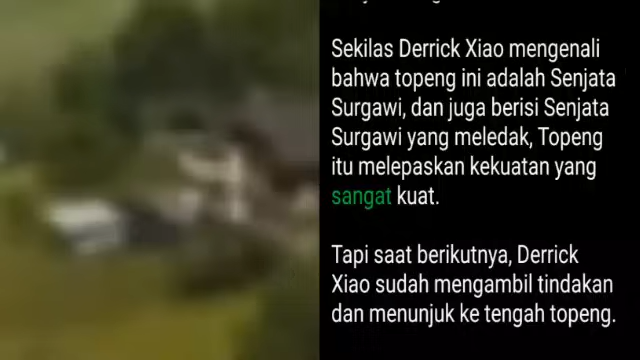 Sekilas Derrick Xiao mengenali
bahwa topeng ini adalah Senjata
Surgawi, dan juga berisi Senjata
Surgawi yang meledak, Topeng
itu melepaskan kekuatan yang
sangat kuat.
Tapi saat berikutnya, Derrick
Xiao sudah mengambil tindakan
dan menunjuk ke tengah topeng.